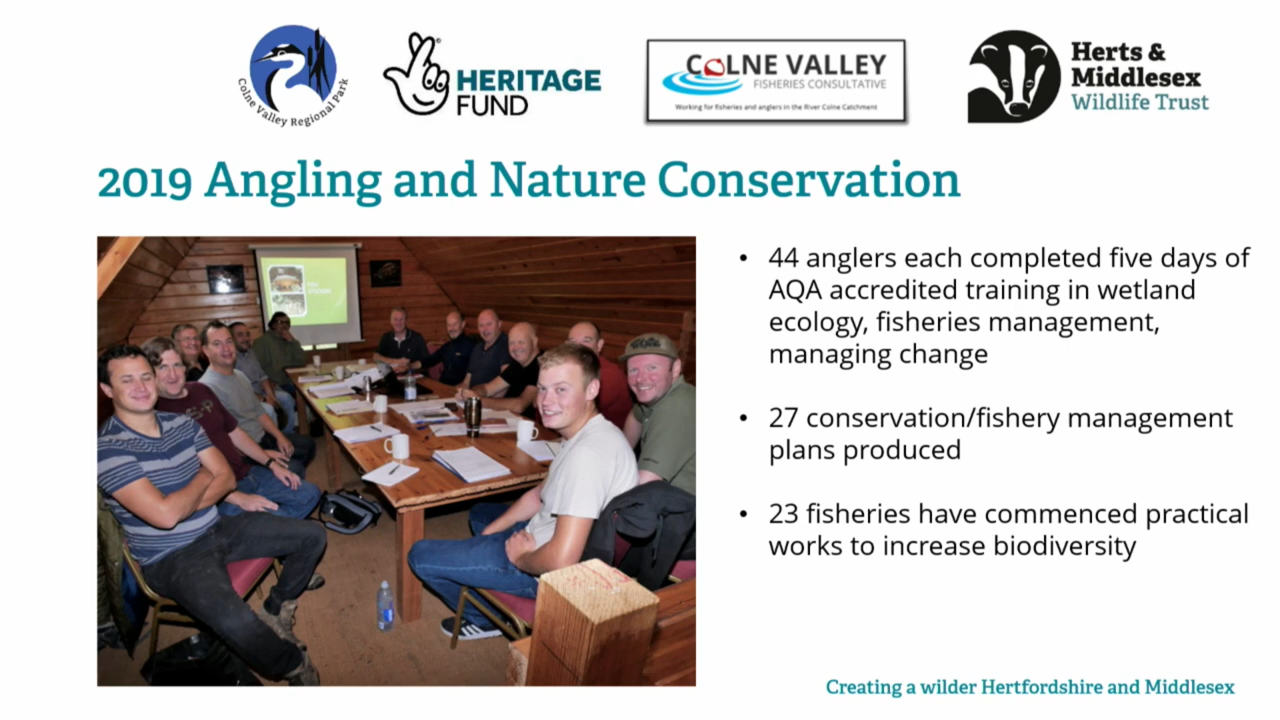 Colne Valley Regional Park
HERITAGE
FUND
COLNE VALLEY
FISHERIES CONSULTATIVE
Working for fisheries and anglers in the River Colne Catchment
Herts &
Middlesex
Wildlife Trust
2019 Angling and Nature Conservation
• 44 anglers each completed five days of
AQA accredited training in wetland
ecology, fisheries management,
managing change
• 27 conservation/fishery management
plans produced
• 23 fisheries have commenced practical
works to increase biodiversity
Creating a wilder Hertfordshire and Middlesex